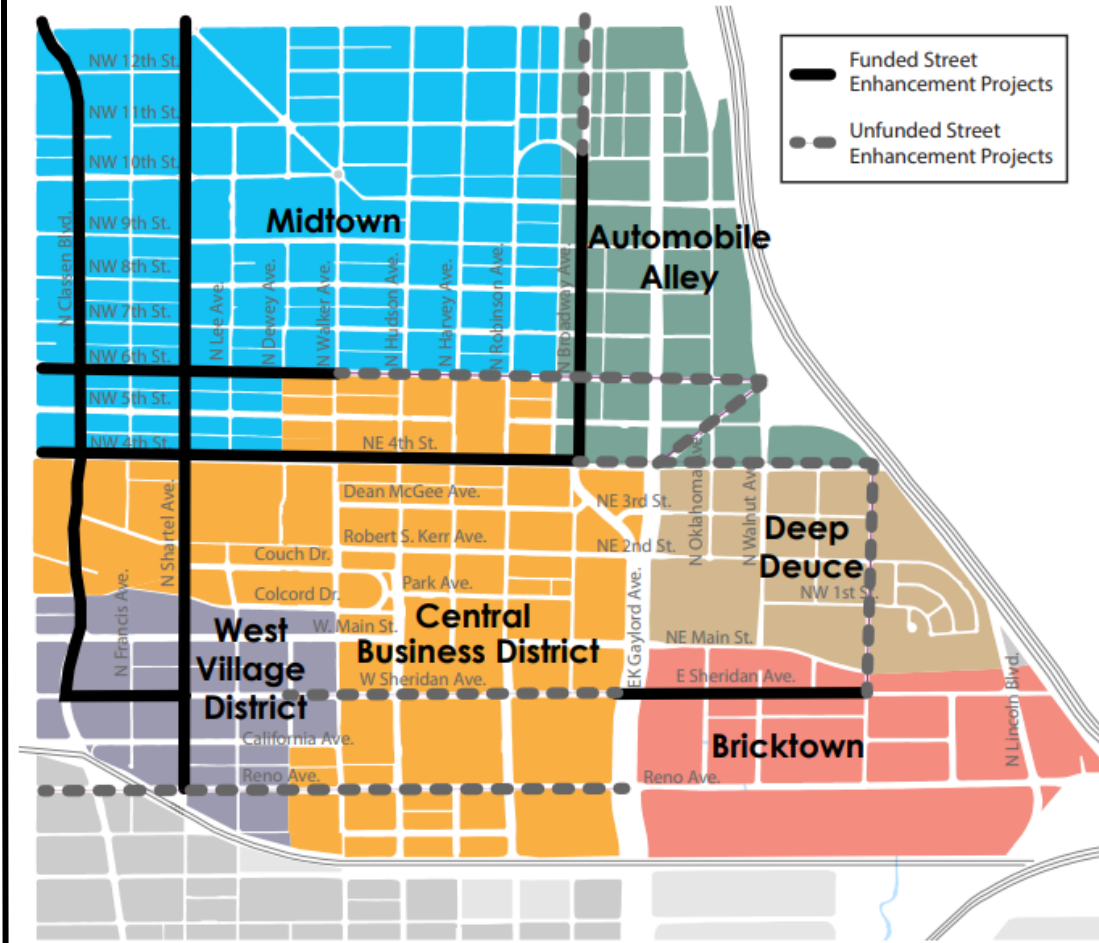 Funded Street
Enhancement Projects
Unfunded Street
Enhancement Projects
NW 12th St.
NW 11th St.
NW 10th St.
NW 9th St.
NW 8th St.
NW 7th St.
NW 6th St.
NW 5th St.
NW 4th St.
N Classen Blvd.
N Lee Ave.
N Dewey Ave.
N Walker Ave.
N Hudson Ave.
N Harvey Ave.
N Robinson Ave.
N Broadway Ave.
Midtown
Automobile
Alley
NE 4th St.
Dean McGee Ave.
Robert S. Kerr Ave.
Couch Dr.
Park Ave.
Colcord Dr.
W. Main St.
W Sheridan Ave.
California Ave.
Reno Ave.
N Shartel Ave.
N Francis Ave.
West
Village
District
Central
Business District
NE 3rd St.
NE 2nd St.
EK Gaylord Ave.
N Oklahoma Ave.
N Walnut Ave
Deep
Deuce
NW 1st St.
NE Main St.
E Sheridan Ave.
Bricktown
Reno Ave.
N Lincoln Blvd.